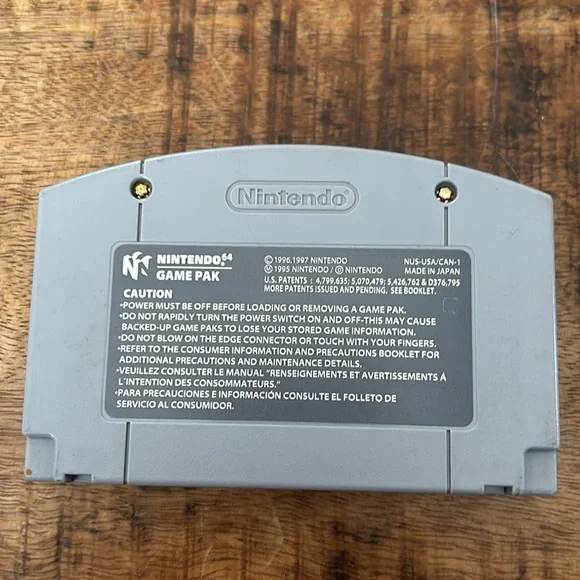 Nintendo®
NINTENDO64
GAME PAK
© 1996,1997 NINTENDO
Ⓜ 1995 NINTENDO / Ⓓ NINTENDO
NUS-USA/CAN-1
MADE IN JAPAN
U.S. PATENTS : 4,799,635; 5,070,479; 5,426,762 & D376,795
MORE PATENTS ISSUED AND PENDING. SEE BOOKLET.
CAUTION
•POWER MUST BE OFF BEFORE LOADING OR REMOVING A GAME PAK.
•DO NOT RAPIDLY TURN THE POWER SWITCH ON AND OFF-THIS MAY CAUSE
BACKED-UP GAME PAKS TO LOSE YOUR STORED GAME INFORMATION.
•DO NOT BLOW ON THE EDGE CONNECTOR OR TOUCH WITH YOUR FINGERS.
•REFER TO THE CONSUMER INFORMATION AND PRECAUTIONS BOOKLET FOR
ADDITIONAL PRECAUTIONS AND MAINTENANCE DETAILS.
•VEUILLEZ CONSULTER LE MANUAL "RENSEIGNEMENTS ET AVERTISSEMENTS Á
L'INTENTION DES CONSOMMATEURS."
•PARA PRECAUCIONES E INFORMACIÓN CONSULTE EL FOLLETO DE
SERVICIO AL CONSUMIDOR.